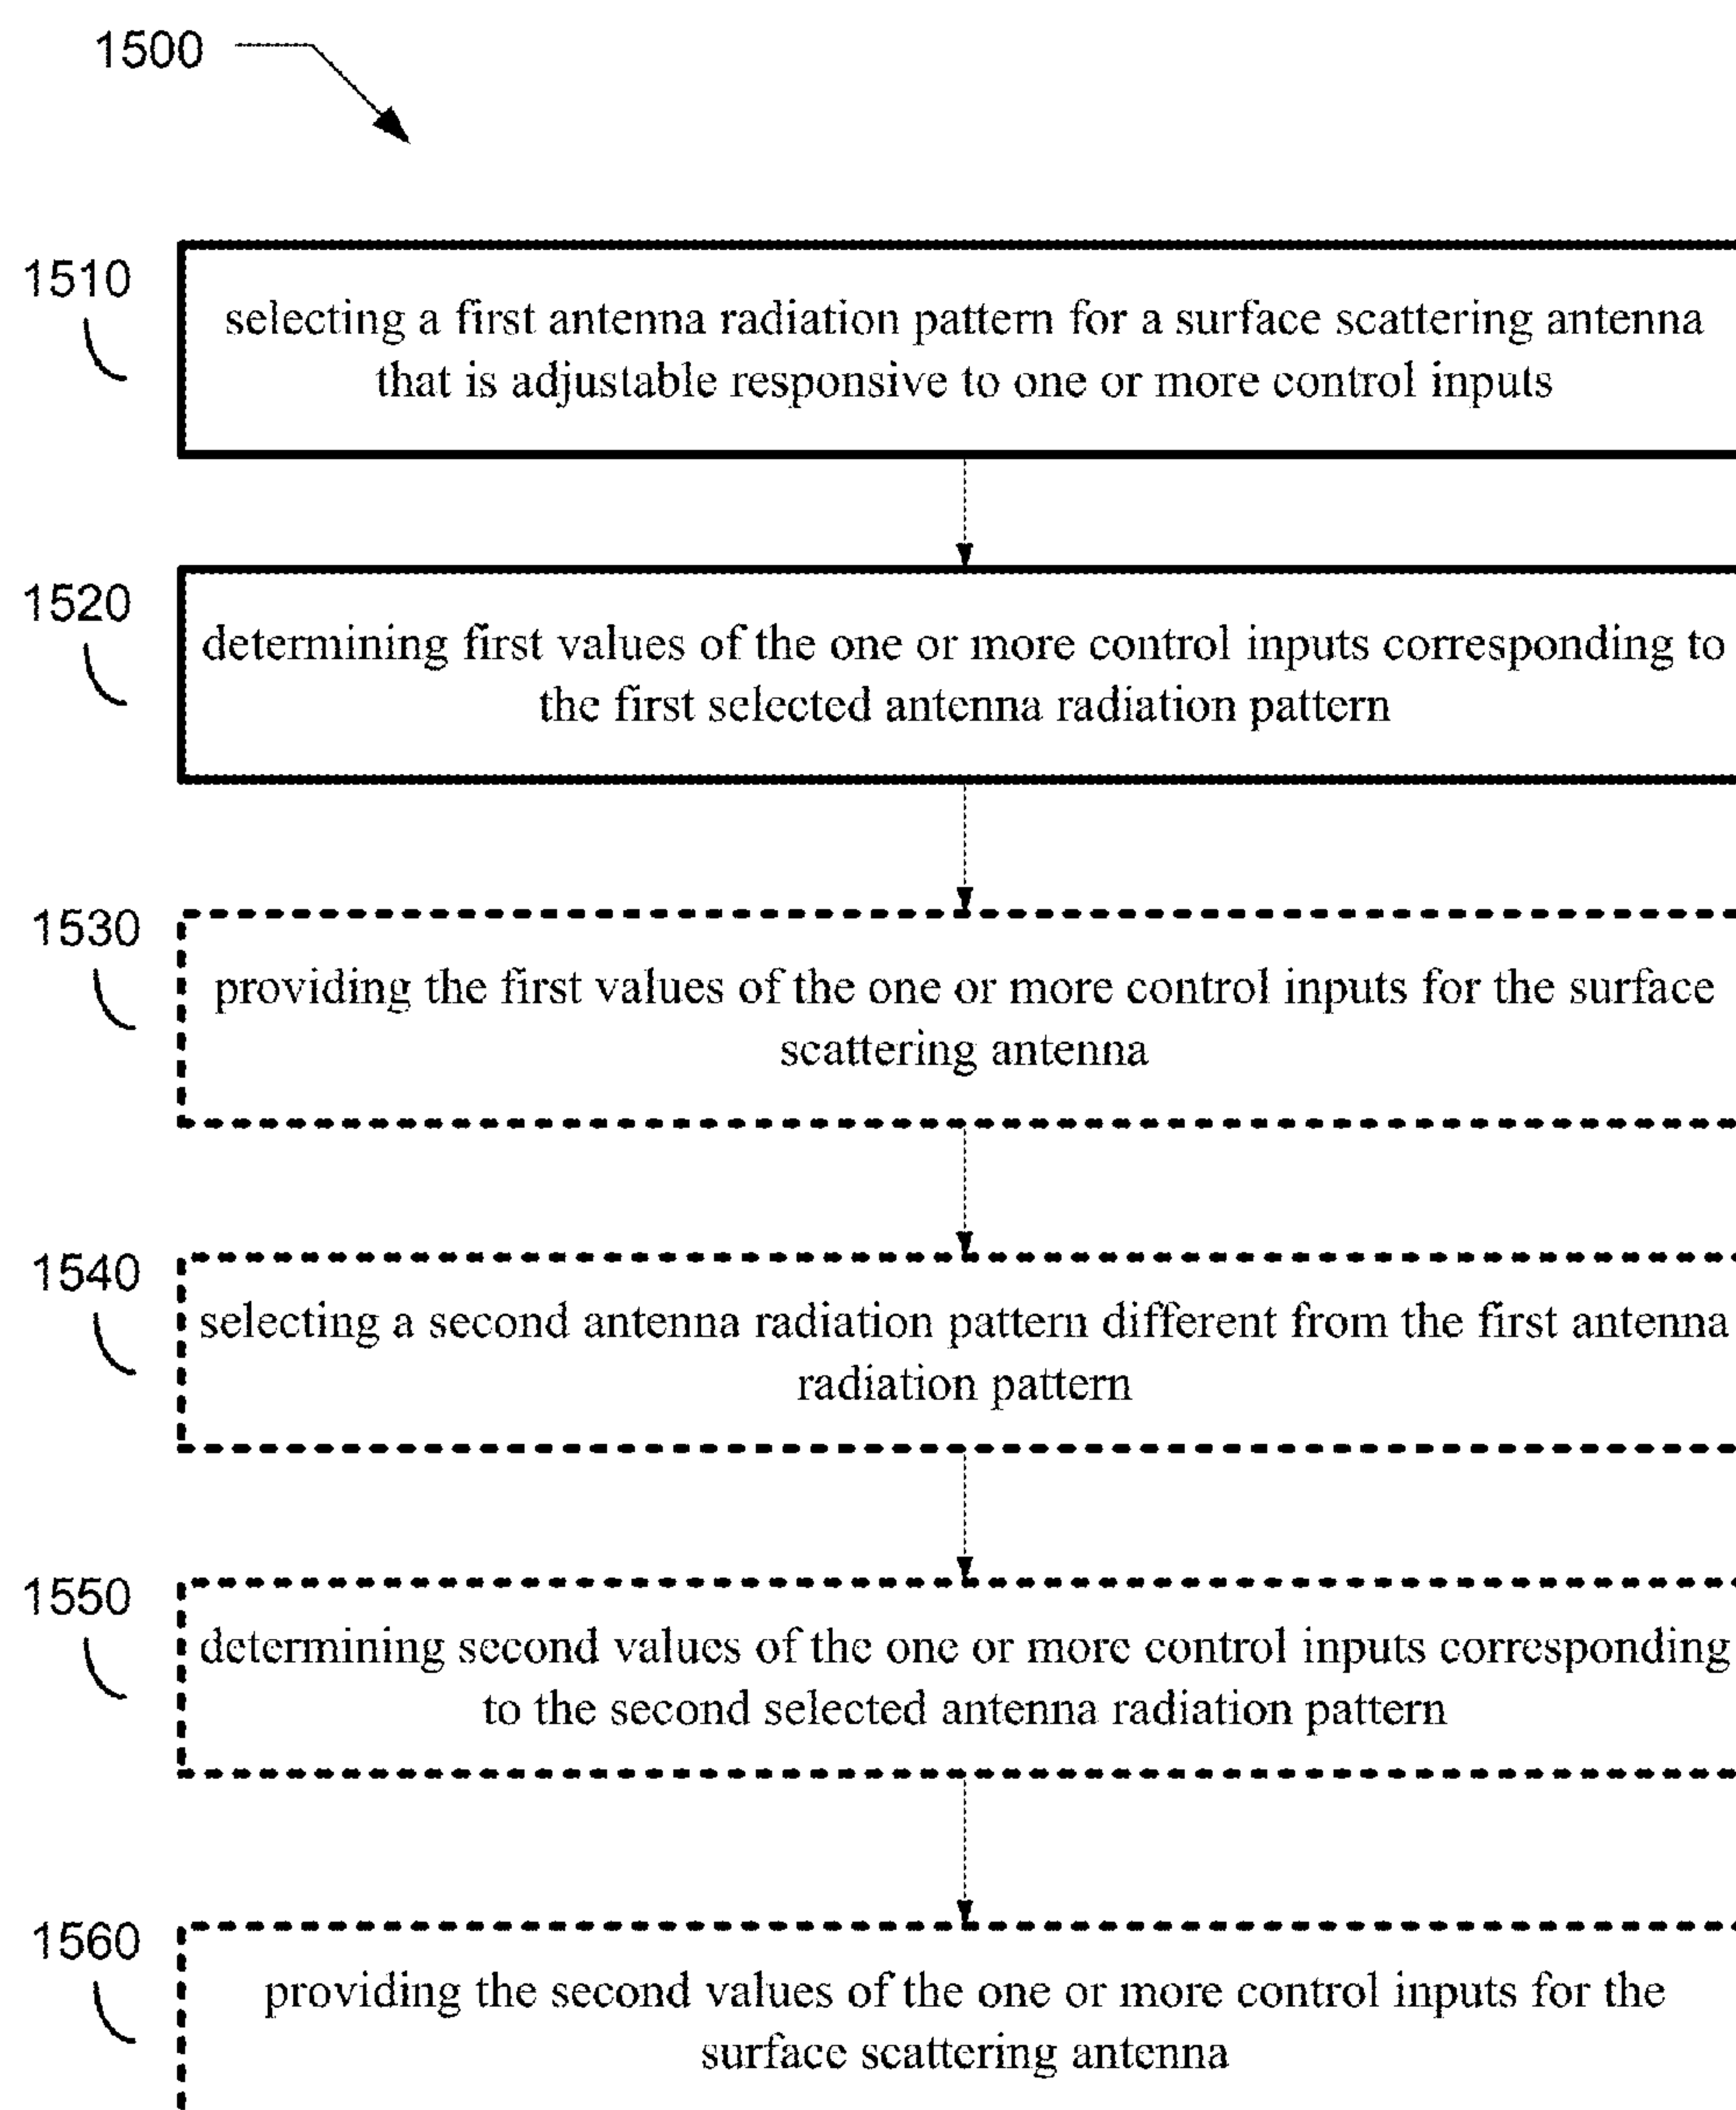 1500
1510
selecting a first antenna radiation pattern for a surface scattering antenna
that is adjustable responsive to one or more control inputs
1520
determining first values of the one or more control inputs corresponding to
the first selected antenna radiation pattern
1530
providing the first values of the one or more control inputs for the surface
scattering antenna
1540
selecting a second antenna radiation pattern different from the first antenna
radiation pattern
1550
determining second values of the one or more control inputs corresponding
to the second selected antenna radiation pattern
1560
providing the second values of the one or more control inputs for the
surface scattering antenna